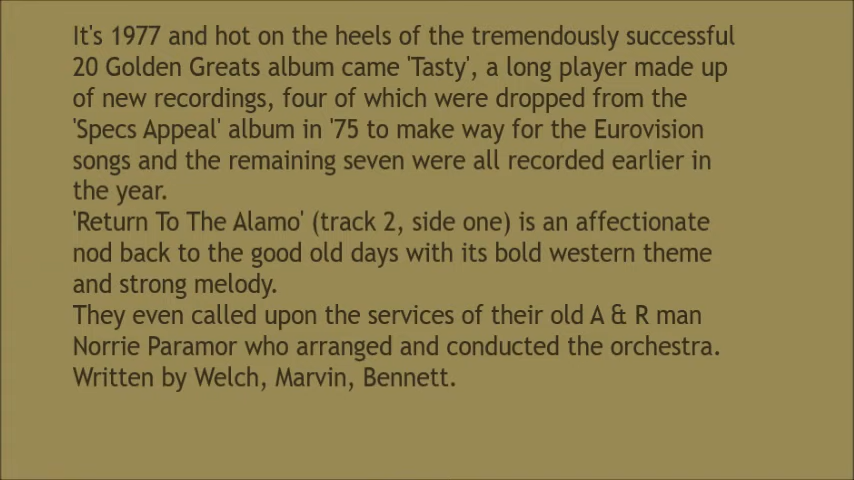 It's 1977 and hot on the heels of the tremendously successful
20 Golden Greats album came 'Tasty', a long player made up
of new recordings, four of which were dropped from the
'Specs Appeal' album in '75 to make way for the Eurovision
songs and the remaining seven were all recorded earlier in
the year.
'Return To The Alamo' (track 2, side one) is an affectionate
nod back to the good old days with its bold western theme
and strong melody.
They even called upon the services of their old A & R man
Norrie Paramor who arranged and conducted the orchestra.
Written by Welch, Marvin, Bennett.